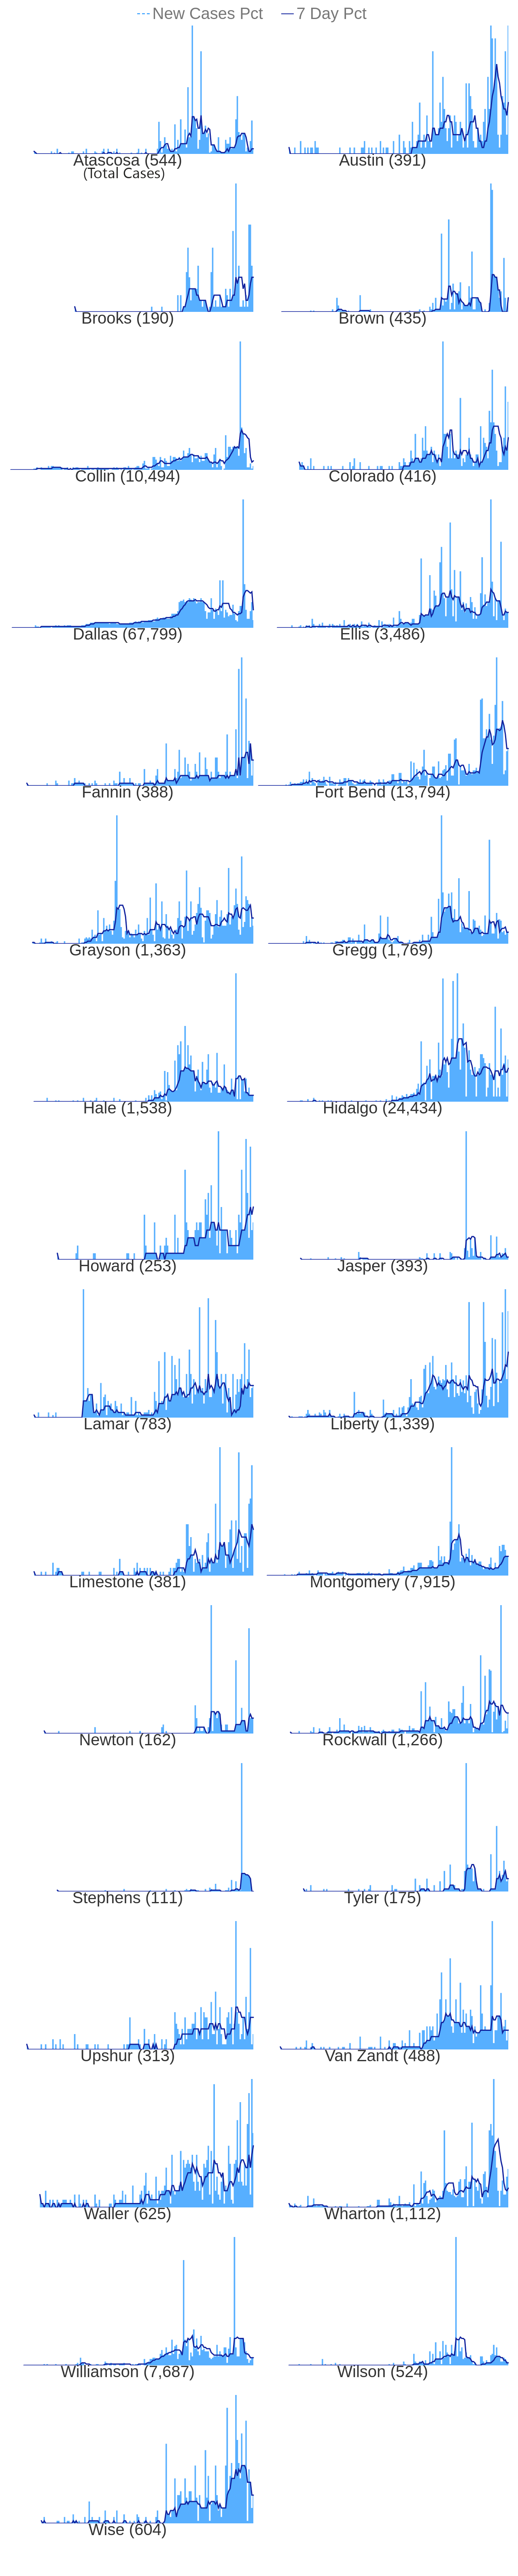 New Cases Pct 7 Day Pct
Atascosa (544) Austin (391)
(Total Cases)
Brooks (190) Brown (435)
Collin (10,494) Colorado (416)
Dallas (67,799) Ellis (3,486)
Fannin (388) Fort Bend (13,794)
Grayson (1,363) Gregg (1,769)
Hale (1,538) Hidalgo (24,434)
Howard (253) Jasper (393)
Lamar (783) Liberty (1,339)
Limestone (381) Montgomery (7,915)
Newton (162) Rockwall (1,266)
Stephens (111) Tyler (175)
Upshur (313) Van Zandt (488)
Waller (625) Wharton (1,112)
Williamson (7,687) Wilson (524)
Wise (604)